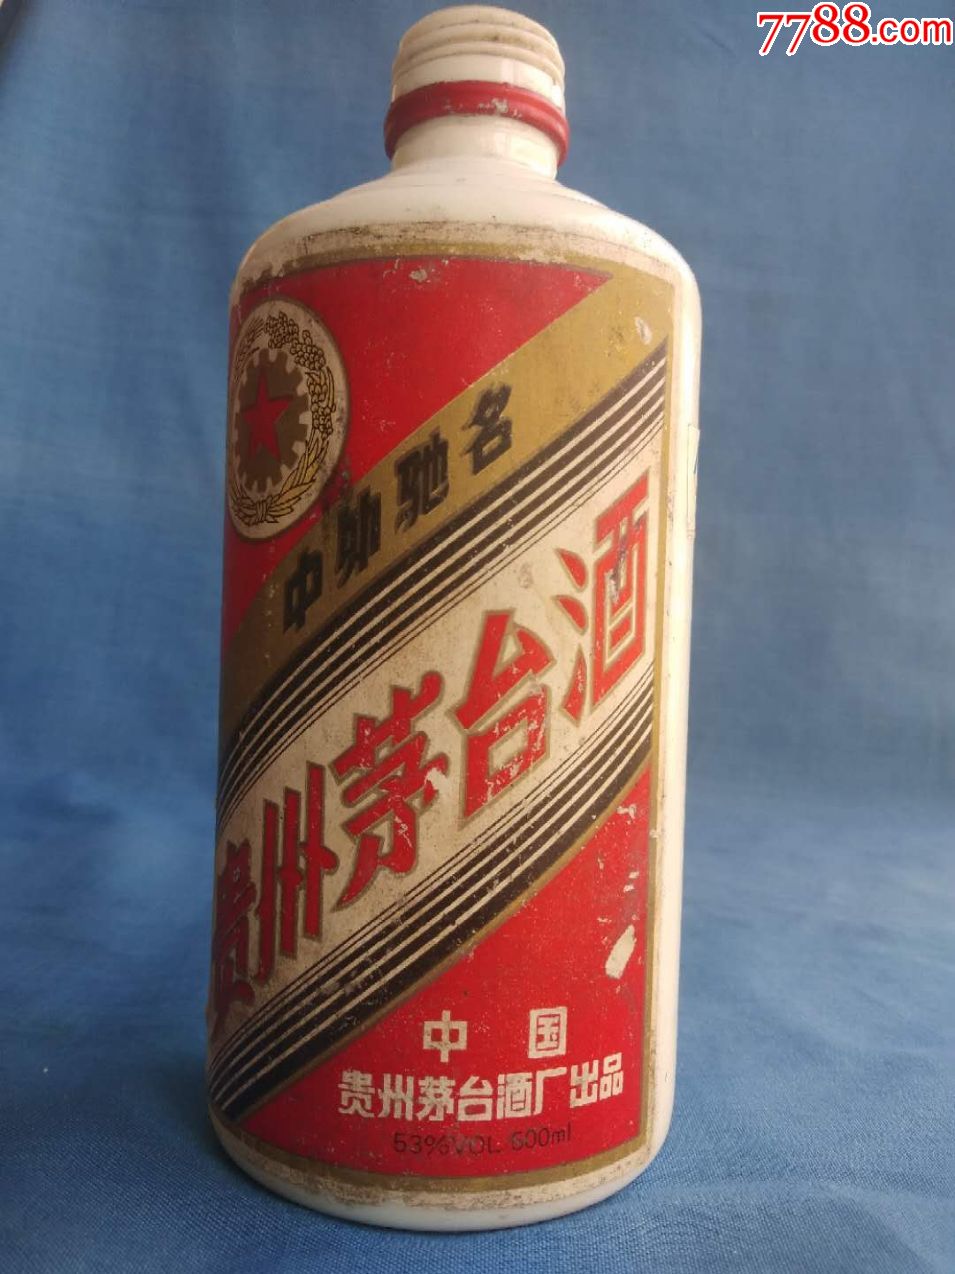 7788.com
中外驰名
贵州茅台酒
中国
贵州茅台酒厂出品
53%VOL. 500ml